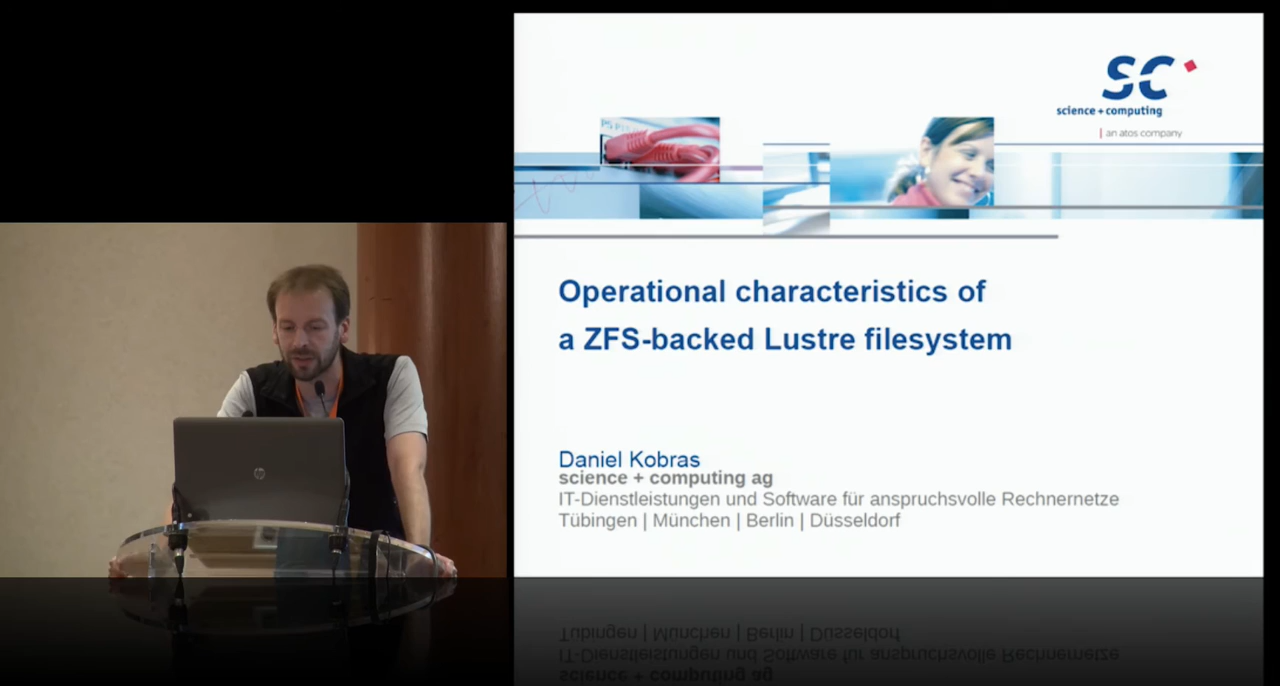 SC
science + computing
| an atos company
Operational characteristics of
a ZFS-backed Lustre filesystem
Daniel Kobras
science + computing ag
IT-Dienstleistungen und Software für anspruchsvolle Rechnernetze
Tübingen | München | Berlin | Düsseldorf
hp